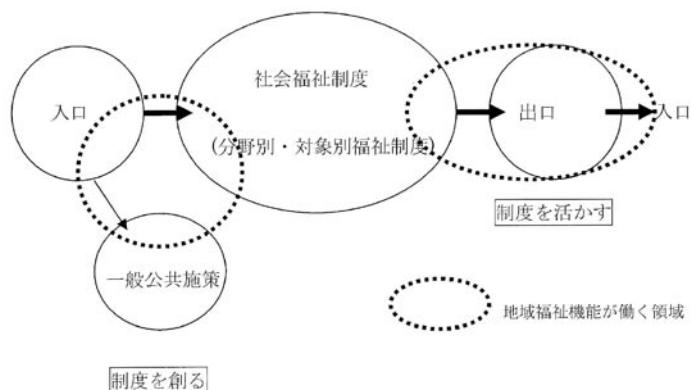 社会福祉制度
入口
出口
入口
(分野別・対象別福祉制度)
制度を活かす
一般公共施策
地域福祉機能が働く領域
制度を創る